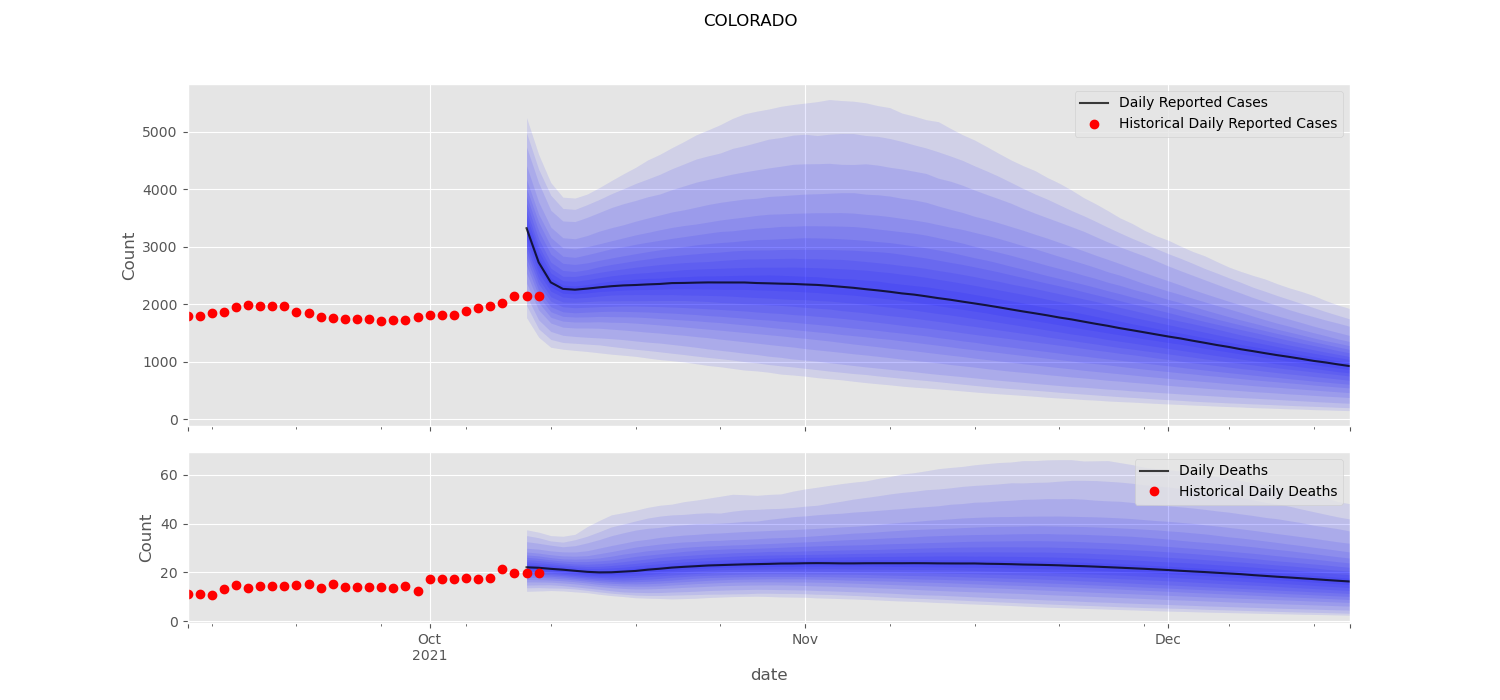 COLORADO
Count
5000
4000
3000
2000
1000
0
Daily Reported Cases
Historical Daily Reported Cases
Count
60
40
20
0
Daily Deaths
Historical Daily Deaths
Oct
2021
Nov
Dec
date